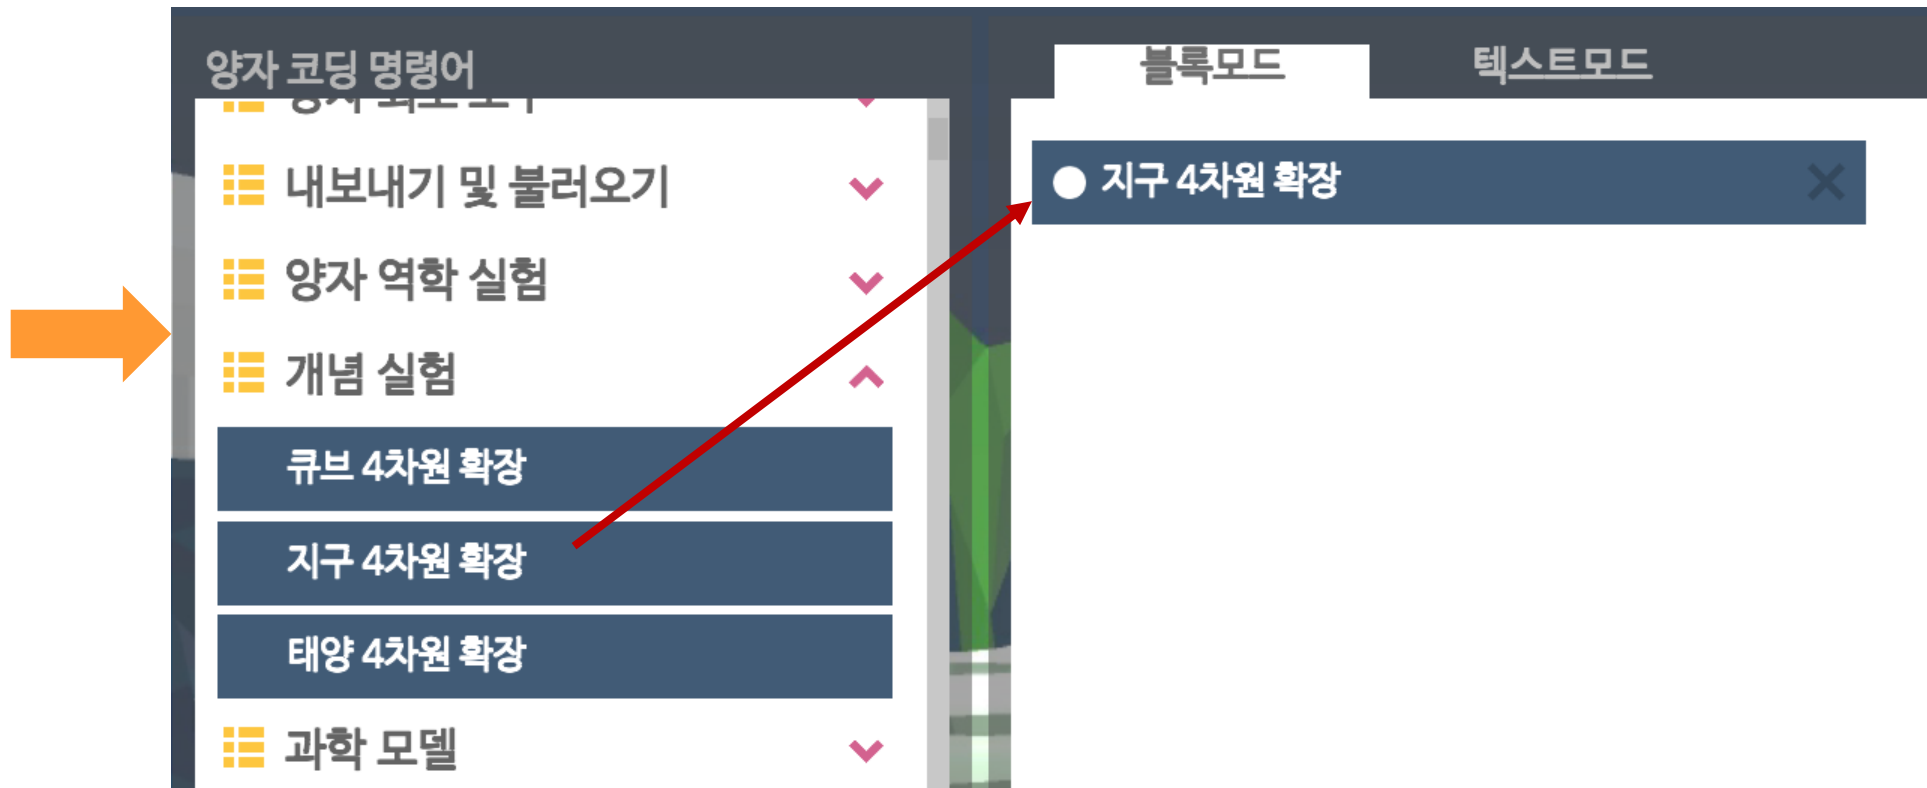 양자 코딩 명령어
내보내기 및 불러오기
양자 역학 실험
개념 실험
큐브 4차원 확장
지구 4차원 확장
태양 4차원 확장
과학 모델
블록모드
텍스트모드
지구 4차원 확장